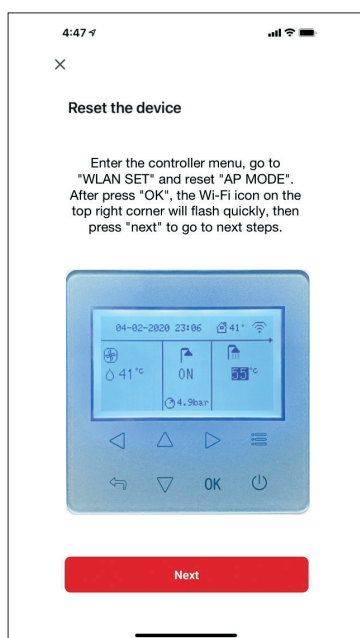 4:47
Reset the device
Enter the controller menu, go to
"WLAN SET" and reset "AP MODE".
After press "OK", the Wi-Fi icon on the
top right corner will flash quickly, then
press "next" to go to next steps.
04-02-2020 23:06 41°
41°C ON 55°C
4.9bar
OK
Next